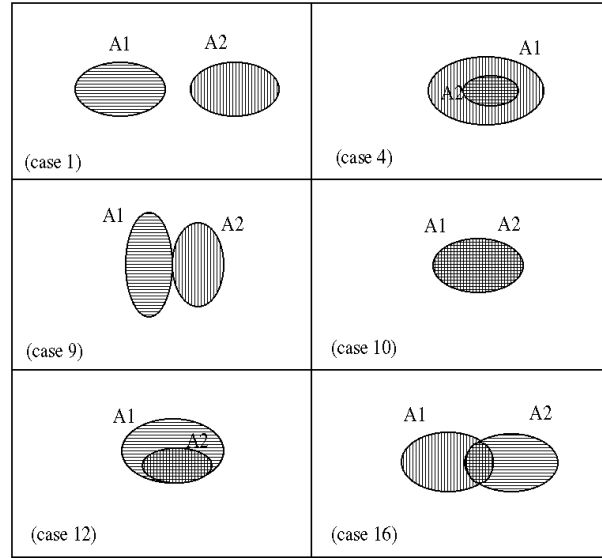 A1
A2
(case 1)
A1
A2
(case 4)
A1
A2
(case 9)
A1
A2
(case 10)
A1
A2
(case 12)
A1
A2
(case 16)